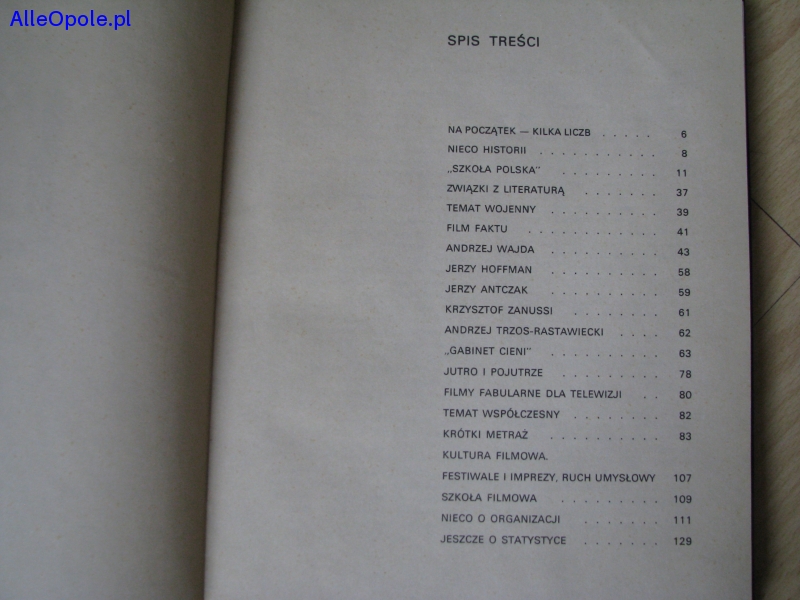 AlleOpole.pl
SPIS TREŚCI
NA POCZĄTEK — KILKA LICZB . . . . . 6
NIECO HISTORII . . . . . . . . . . 8
„SZKOŁA POLSKA" . . . . . . . . . 11
ZWIĄZKI Z LITERATURĄ . . . . . . . 37
TEMAT WOJENNY . . . . . . . . . . 39
FILM FAKTU . . . . . . . . . . . . 41
ANDRZEJ WAJDA . . . . . . . . . . 43
JERZY HOFFMAN . . . . . . . . . . 58
JERZY ANTCZAK . . . . . . . . . . 59
KRZYSZTOF ZANUSSI . . . . . . . . 61
ANDRZEJ TRZOS-RASTAWIECKI . . . . 62
„GABINET CIENI" . . . . . . . . . . 63
JUTRO I POJUTRZE . . . . . . . . . 78
FILMY FABULARNE DLA TELEWIZJI . . 80
TEMAT WSPÓŁCZESNY . . . . . . . . 82
KRÓTKI METRAŻ . . . . . . . . . . 83
KULTURA FILMOWA.
FESTIWALE I IMPREZY, RUCH UMYSŁOWY 107
SZKOŁA FILMOWA . . . . . . . . . 109
NIECO O ORGANIZACJI . . . . . . . 111
JESZCZE O STATYSTYCE . . . . . . . 129